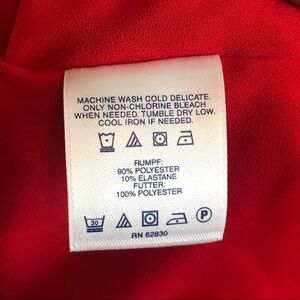 MACHINE WASH COLD DELICATE.
ONLY NON-CHLORINE BLEACH
WHEN NEEDED. TUMBLE DRY LOW.
COOL IRON IF NEEDED.
RUMPF:
90% POLYESTER
10% ELASTANE
FUTTER:
100% POLYESTER
30 P
RN 62830